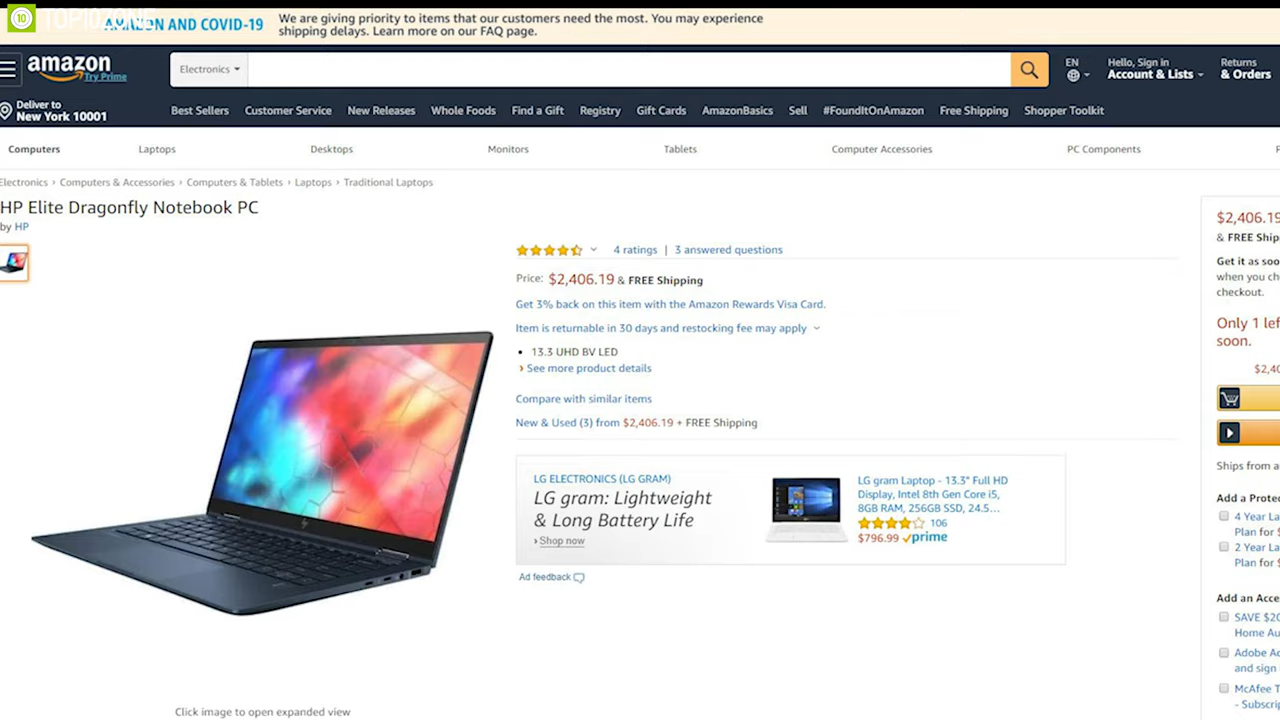 10 TOP10ZONE
AMAZON AND COVID-19
We are giving priority to items that our customers need the most. You may experience
shipping delays. Learn more on our FAQ page.
amazon
Try Prime
Electronics
EN
Hello, Sign in
Account & Lists
Returns
& Orders
Deliver to
New York 10001
Best Sellers Customer Service New Releases Whole Foods Find a Gift Registry Gift Cards AmazonBasics Sell #FoundItOnAmazon Free Shipping Shopper Toolkit
Computers Laptops Desktops Monitors Tablets Computer Accessories PC Components P
Electronics › Computers & Accessories › Computers & Tablets › Laptops › Traditional Laptops
HP Elite Dragonfly Notebook PC
by HP
4 ratings | 3 answered questions
Price: $2,406.19 & FREE Shipping
Get 3% back on this item with the Amazon Rewards Visa Card.
Item is returnable in 30 days and restocking fee may apply
• 13.3 UHD BV LED
› See more product details
Compare with similar items
New & Used (3) from $2,406.19 + FREE Shipping
LG ELECTRONICS (LG GRAM)
LG gram: Lightweight
& Long Battery Life
› Shop now
LG gram Laptop - 13.3" Full HD
Display, Intel 8th Gen Core i5,
8GB RAM, 256GB SSD, 24.5...
106
$796.99 prime
Ad feedback
Click image to open expanded view
$2,406.19
& FREE Ship
Get it as soo
when you ch
checkout.
Only 1 lef
soon.
$2,40
Ships from a
Add a Prote
4 Year La
Plan for $
2 Year La
Plan for $
Add an Acce
SAVE $20
Home Au
Adobe Ac
and sign
McAfee T
- Subscrip